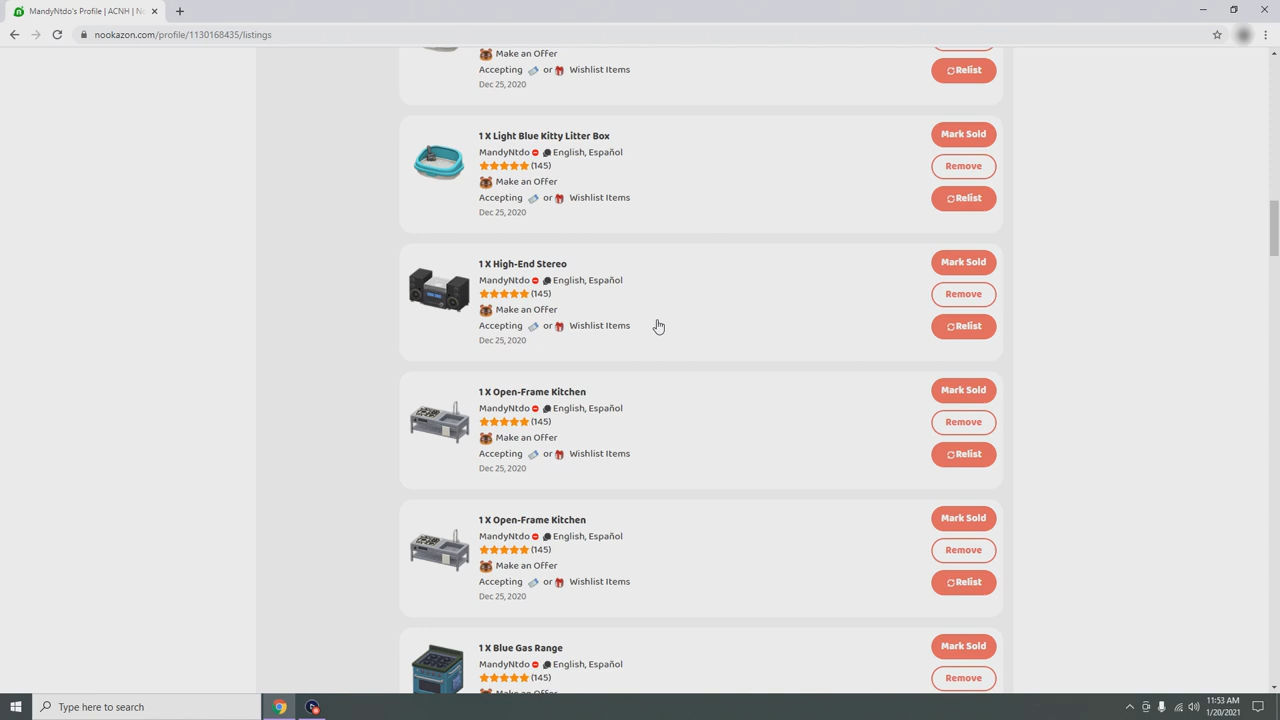 MandyNtdo's Profile | ACNH | No
nookazon.com/profile/1130168435/listings
Make an Offer
Accepting or Wishlist Items
Dec 25, 2020
Relist
1 X Light Blue Kitty Litter Box
MandyNtdo English, Español
(145)
Make an Offer
Accepting or Wishlist Items
Dec 25, 2020
Mark Sold
Remove
Relist
1 X High-End Stereo
MandyNtdo English, Español
(145)
Make an Offer
Accepting or Wishlist Items
Dec 25, 2020
Mark Sold
Remove
Relist
1 X Open-Frame Kitchen
MandyNtdo English, Español
(145)
Make an Offer
Accepting or Wishlist Items
Dec 25, 2020
Mark Sold
Remove
Relist
1 X Open-Frame Kitchen
MandyNtdo English, Español
(145)
Make an Offer
Accepting or Wishlist Items
Dec 25, 2020
Mark Sold
Remove
Relist
1 X Blue Gas Range
MandyNtdo English, Español
(145)
Make an Offer
Mark Sold
Remove
Type here to search
11:53 AM
1/20/2021